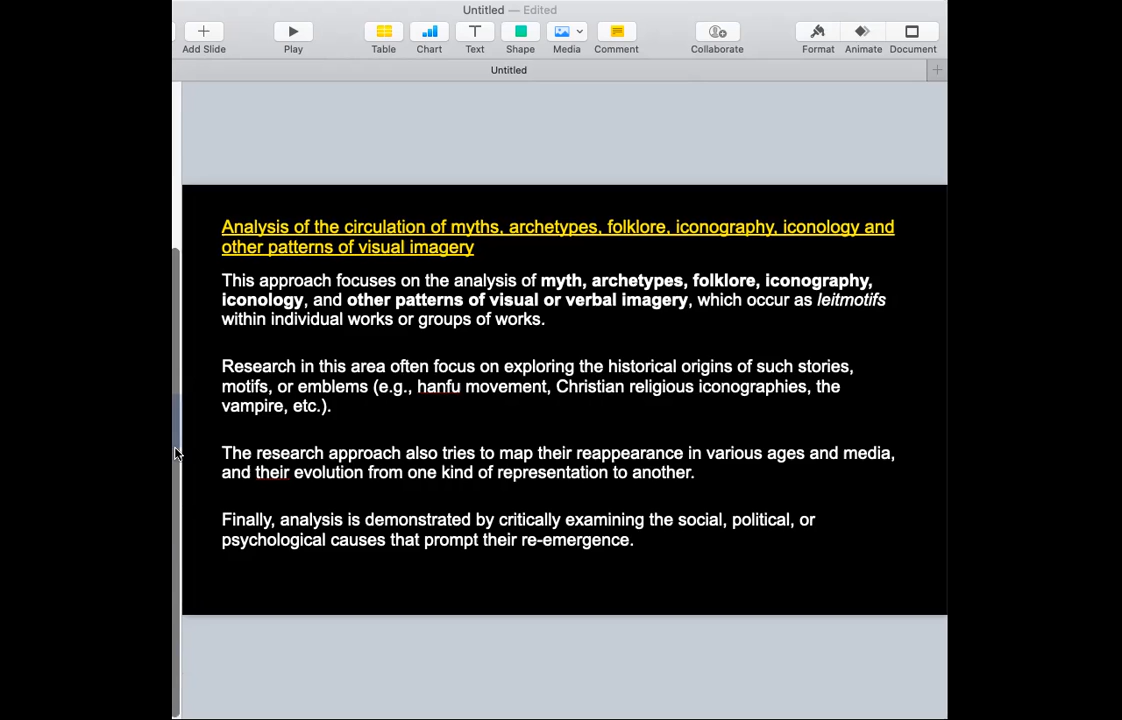 Untitled — Edited
Add Slide
Play
Table
Chart
Text
Shape
Media
Comment
Collaborate
Format
Animate
Document
Untitled
Analysis of the circulation of myths, archetypes, folklore, iconography, iconology and
other patterns of visual imagery
This approach focuses on the analysis of myth, archetypes, folklore, iconography,
iconology, and other patterns of visual or verbal imagery, which occur as leitmotifs
within individual works or groups of works.
Research in this area often focus on exploring the historical origins of such stories,
motifs, or emblems (e.g., hanfu movement, Christian religious iconographies, the
vampire, etc.).
The research approach also tries to map their reappearance in various ages and media,
and their evolution from one kind of representation to another.
Finally, analysis is demonstrated by critically examining the social, political, or
psychological causes that prompt their re-emergence.